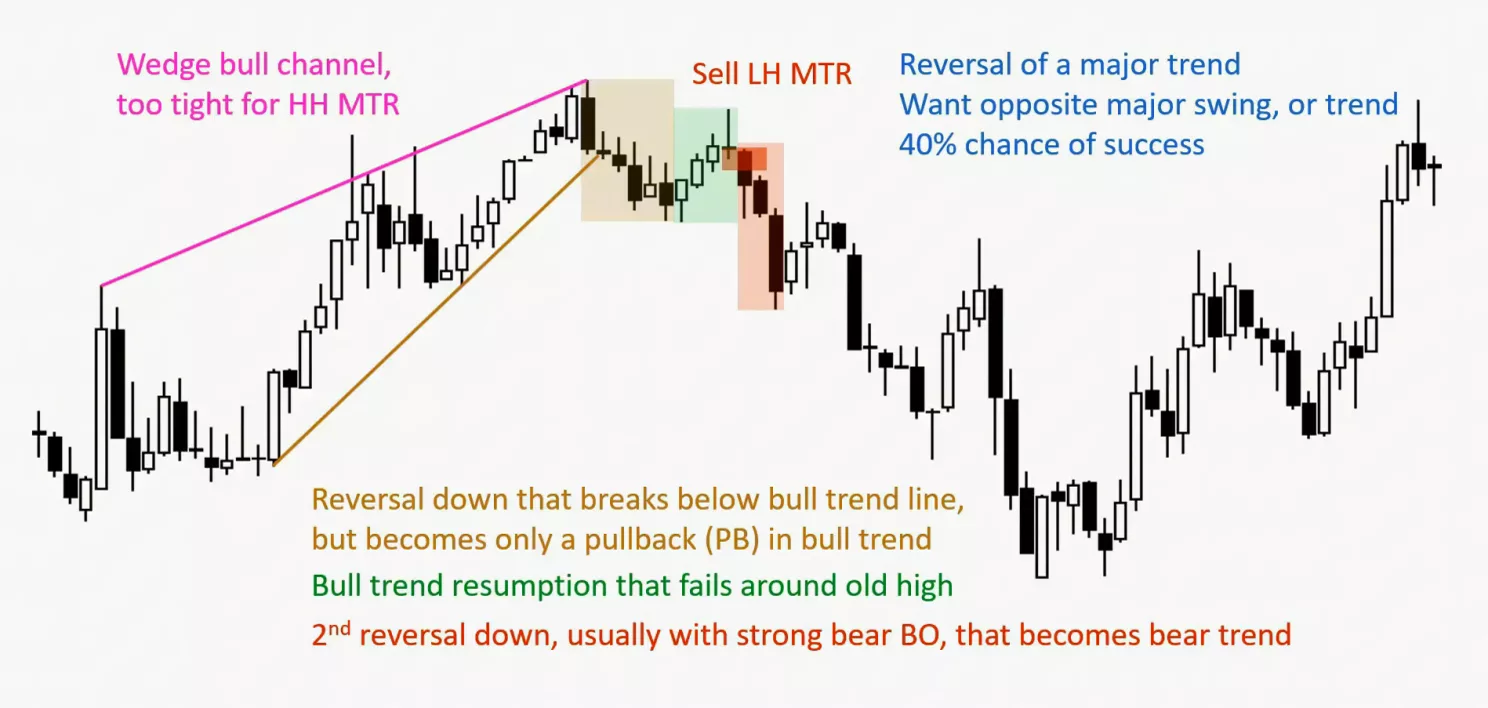 Wedge bull channel,
too tight for HH MTR
Sell LH MTR
Reversal of a major trend
Want opposite major swing, or trend
40% chance of success
Reversal down that breaks below bull trend line,
but becomes only a pullback (PB) in bull trend
Bull trend resumption that fails around old high
2nd reversal down, usually with strong bear BO, that becomes bear trend